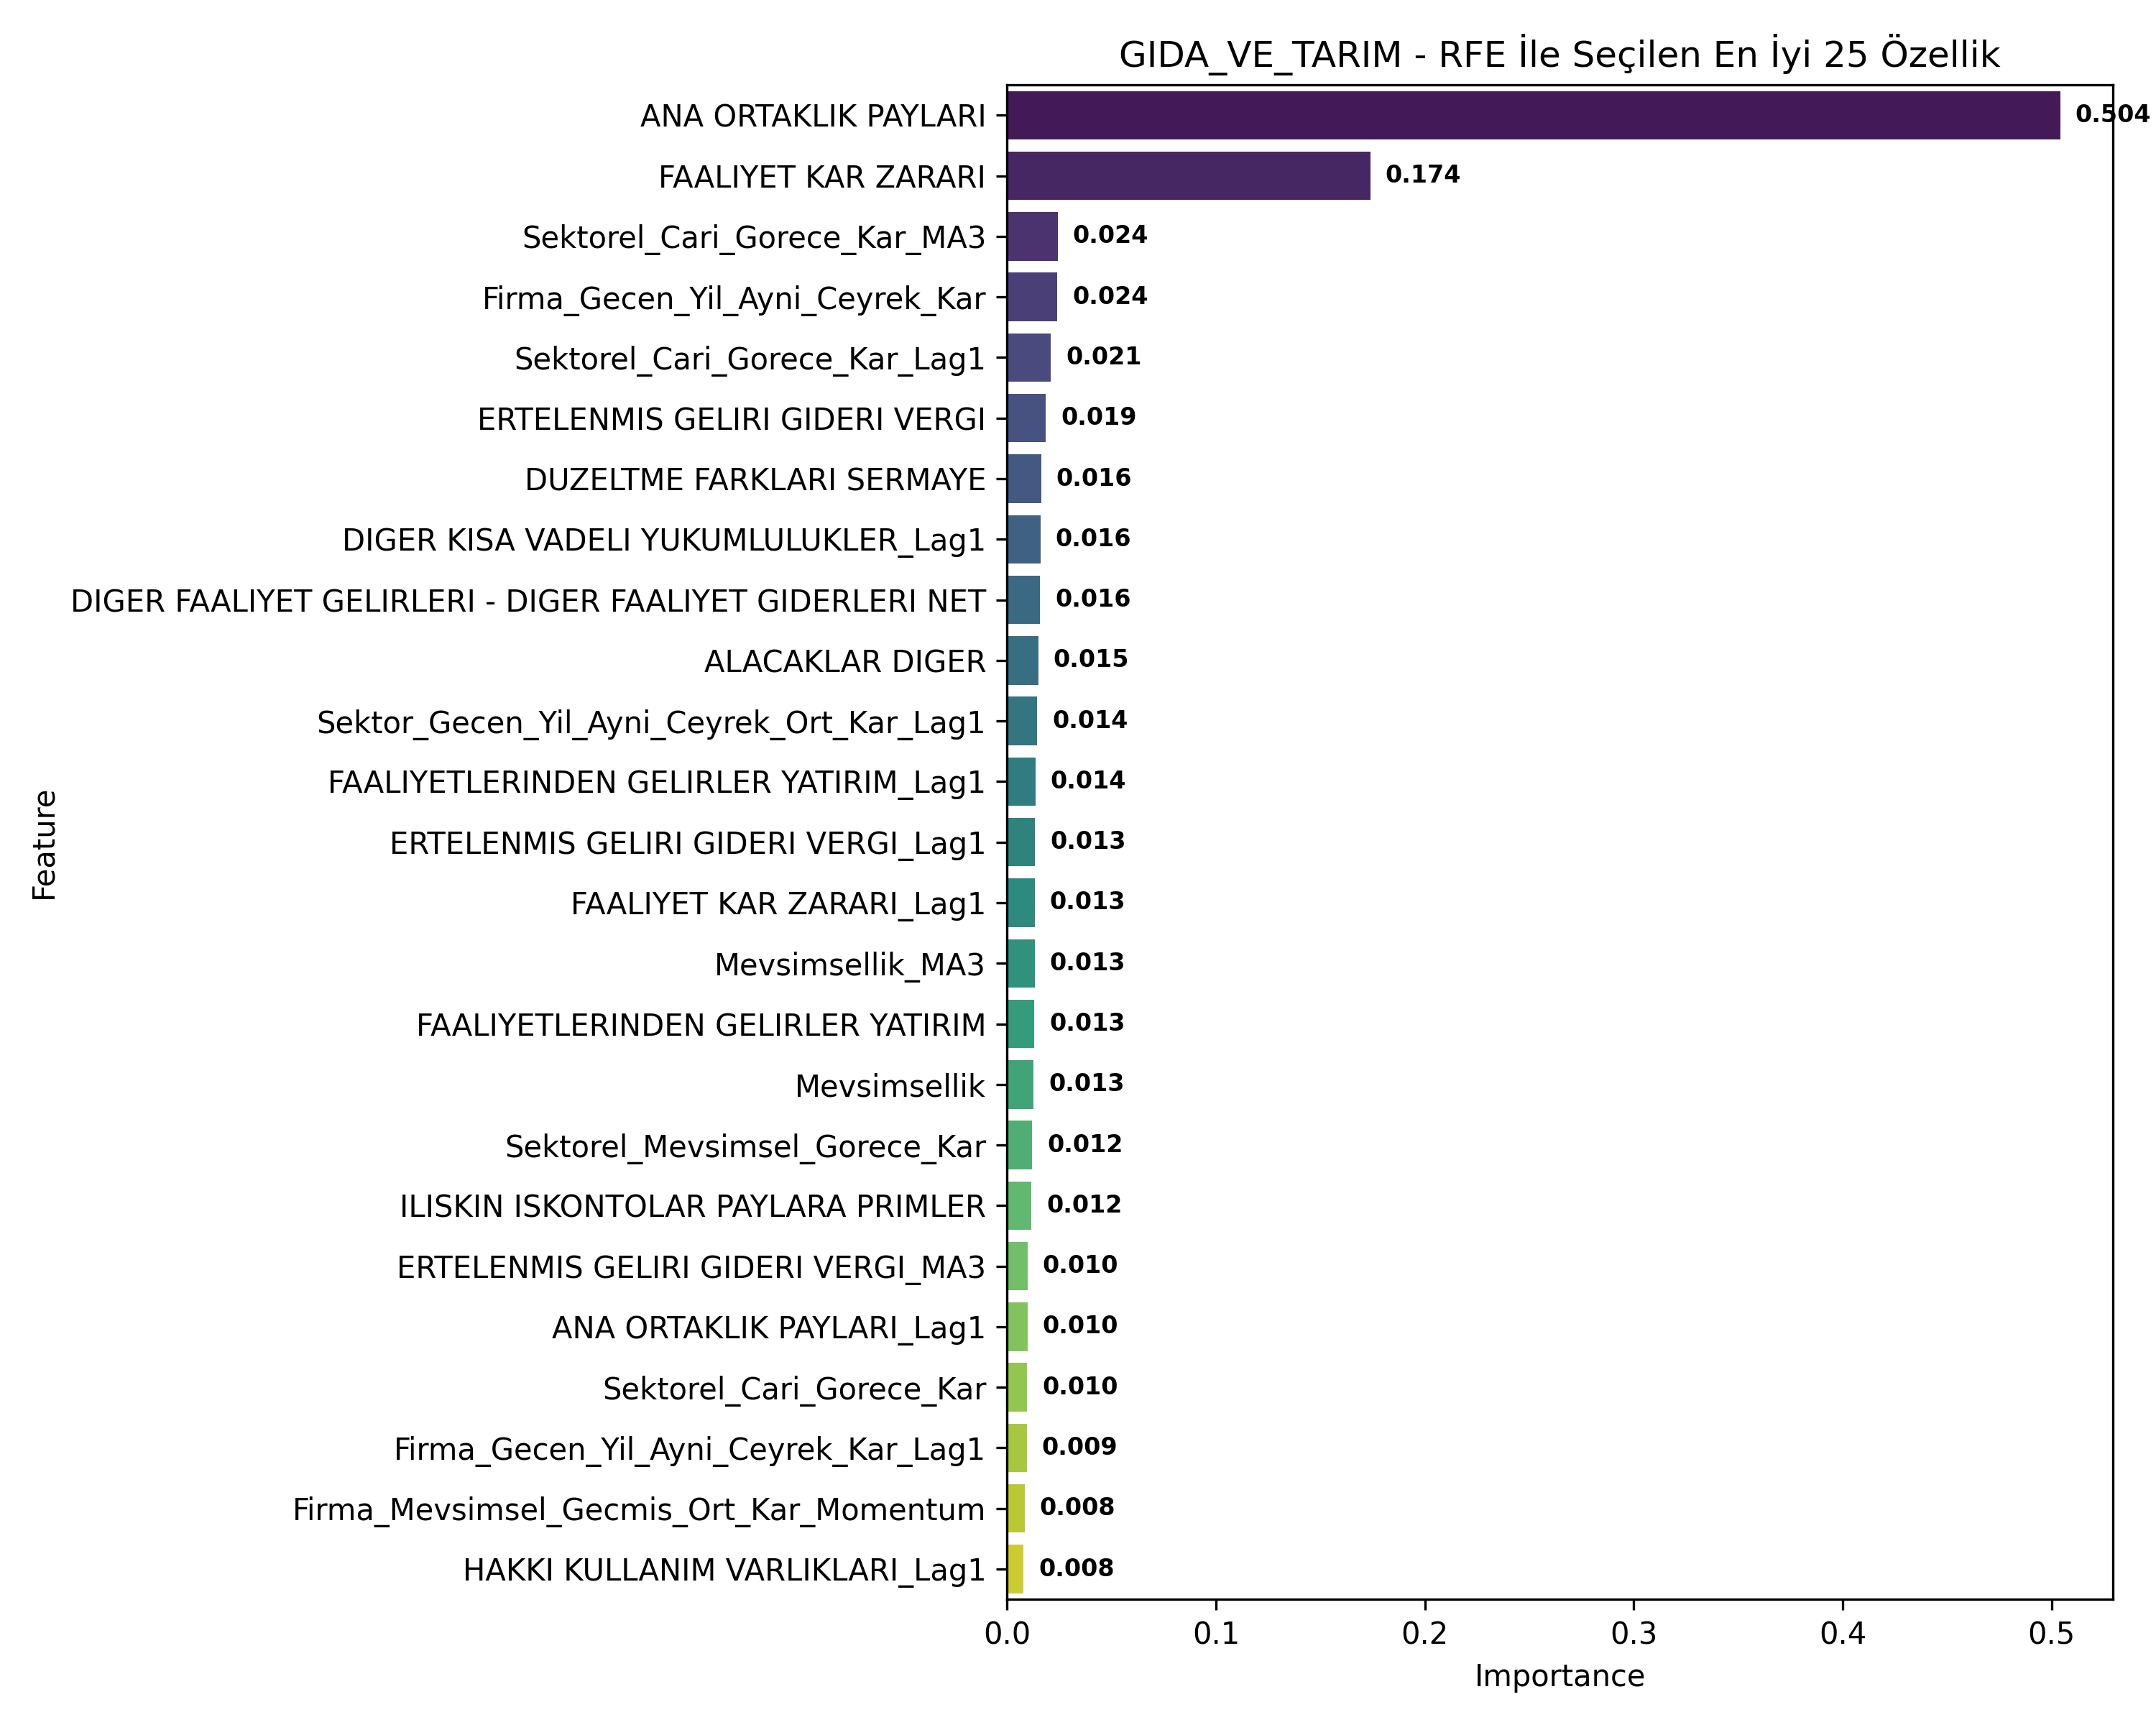 GIDA_VE_TARIM - RFE İle Seçilen En İyi 25 Özellik
ANA ORTAKLIK PAYLARI 0.504
FAALIYET KAR ZARARI 0.174
Sektorel_Cari_Gorece_Kar_MA3 0.024
Firma_Gecen_Yil_Ayni_Ceyrek_Kar 0.024
Sektorel_Cari_Gorece_Kar_Lag1 0.021
ERTELENMIS GELIRI GIDERI VERGI 0.019
DUZELTME FARKLARI SERMAYE 0.016
DIGER KISA VADELI YUKUMLULUKLER_Lag1 0.016
DIGER FAALIYET GELIRLERI - DIGER FAALIYET GIDERLERI NET 0.016
ALACAKLAR DIGER 0.015
Sektor_Gecen_Yil_Ayni_Ceyrek_Ort_Kar_Lag1 0.014
FAALIYETLERINDEN GELIRLER YATIRIM_Lag1 0.014
ERTELENMIS GELIRI GIDERI VERGI_Lag1 0.013
FAALIYET KAR ZARARI_Lag1 0.013
Mevsimsellik_MA3 0.013
FAALIYETLERINDEN GELIRLER YATIRIM 0.013
Mevsimsellik 0.013
Sektorel_Mevsimsel_Gorece_Kar 0.012
ILISKIN ISKONTOLAR PAYLARA PRIMLER 0.012
ERTELENMIS GELIRI GIDERI VERGI_MA3 0.010
ANA ORTAKLIK PAYLARI_Lag1 0.010
Sektorel_Cari_Gorece_Kar 0.010
Firma_Gecen_Yil_Ayni_Ceyrek_Kar_Lag1 0.009
Firma_Mevsimsel_Gecmis_Ort_Kar_Momentum 0.008
HAKKI KULLANIM VARLIKLARI_Lag1 0.008
Feature
0.0 0.1 0.2 0.3 0.4 0.5
Importance